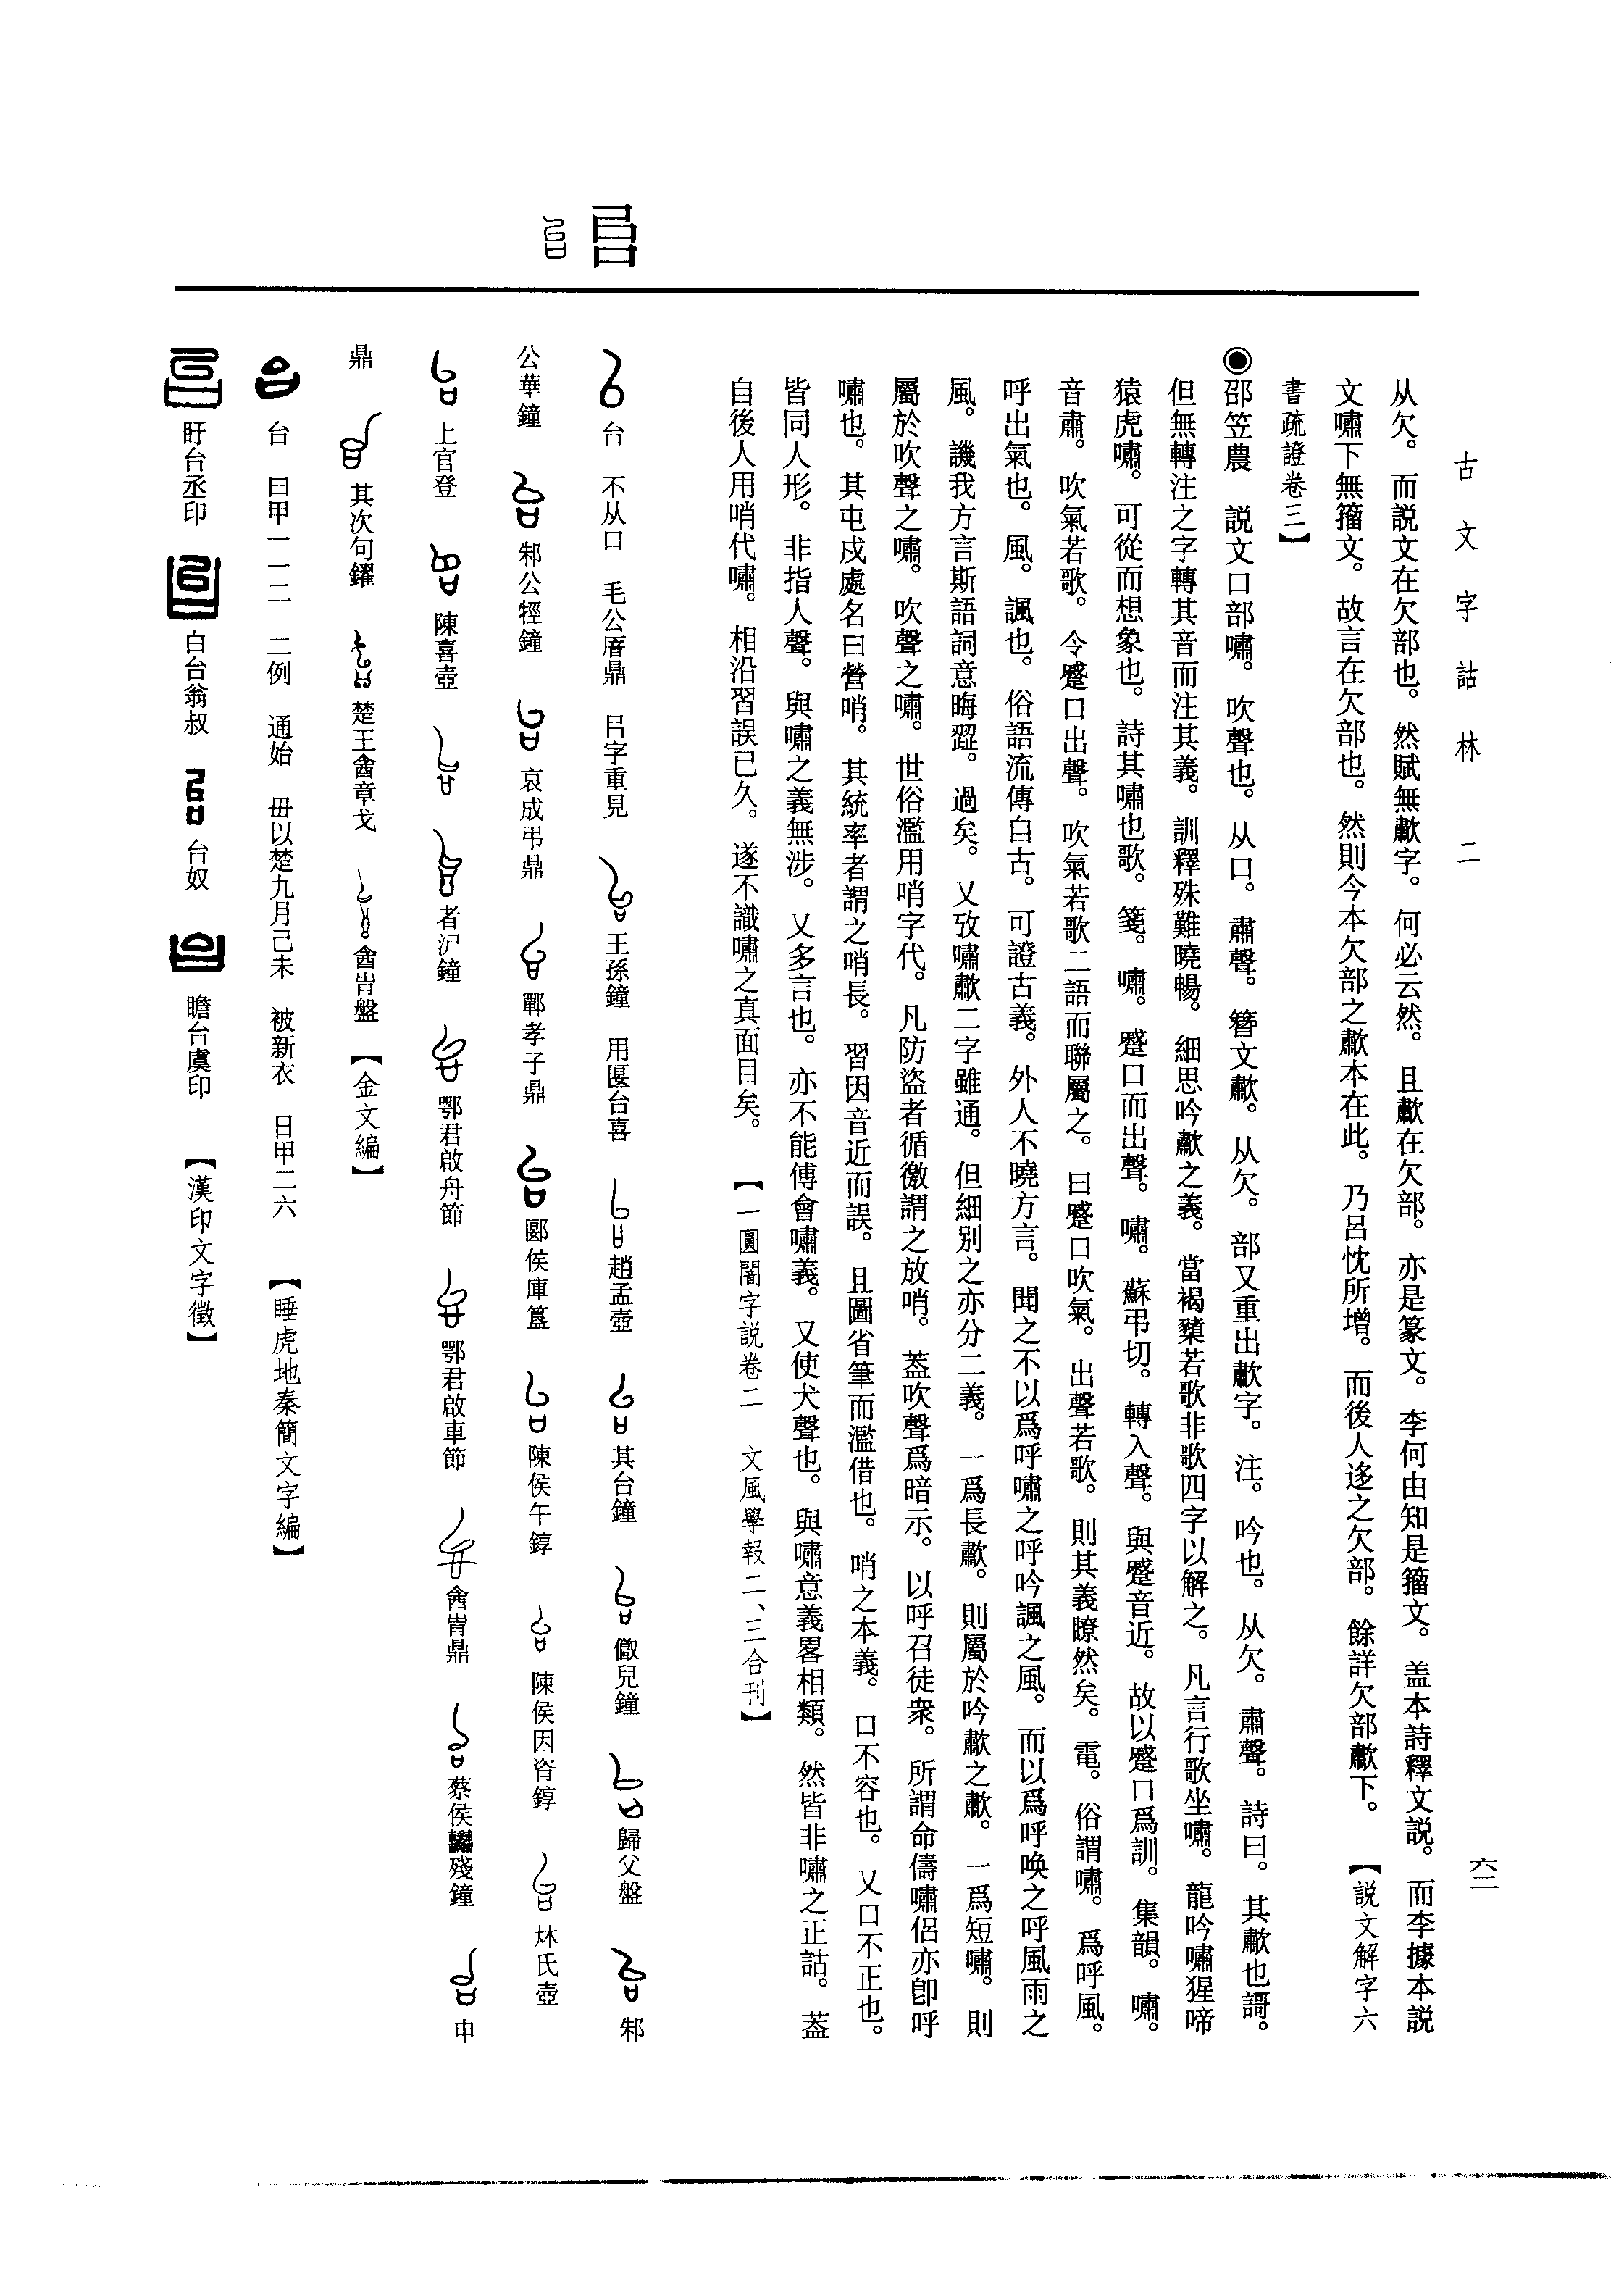 古文字詁林 二
六二
从欠。而説文在欠部也。然賦無歗字。何必云然。且歗在欠部。亦是篆文。李何由知是籀文。盖本詩釋文説。而李據本説
文嘯下無籀文。故言在欠部也。然則今本欠部之歗本在此。乃呂忱所增。而後人迻之欠部。餘詳欠部歗下。【説文解字六
書疏證卷三】
◉邵笠農 説文口部嘯。吹聲也。从口。肅聲。籀文歗。从欠。部又重出歗字。注。吟也。从欠。肅聲。詩曰。其歗也謌。
但無轉注之字轉其音而注其義。訓釋殊難曉暢。細思吟歗之義。當褐櫫若歌非歌四字以解之。凡言行歌坐嘯。龍吟嘯猩啼
猿虎嘯。可從而想象也。詩其嘯也歌。箋。嘯。蹙口而出聲。嘯。蘇弔切。轉入聲。與蹙音近。故以蹙口爲訓。集韻。嘯。
音肅。吹氣若歌。令蹙口出聲。吹氣若歌二語而聯屬之。曰蹙口吹氣。出聲若歌。則其義瞭然矣。電。俗謂嘯。爲呼風。
呼出氣也。風。諷也。俗語流傳自古。可證古義。外人不曉方言。聞之不以爲呼嘯之呼吟諷之風。而以爲呼唤之呼風雨之
風。譏我方言斯語詞意晦澀。過矣。又攷嘯歗二字雖通。但細别之亦分二義。一爲長歗。則屬於吟歗之歗。一爲短嘯。則
屬於吹聲之嘯。吹聲之嘯。世俗濫用哨字代。凡防盜者循徼謂之放哨。葢吹聲爲暗示。以呼召徒衆。所謂命儔嘯侣亦卽呼
嘯也。其屯戍處名曰營哨。其統率者謂之哨長。習因音近而誤。且圖省筆而濫借也。哨之本義。口不容也。又口不正也。
皆同人形。非指人聲。與嘯之義無涉。又多言也。亦不能傅會嘯義。又使犬聲也。與嘯意義畧相類。然皆非嘯之正詁。葢
自後人用哨代嘯。相沿習誤已久。遂不識嘯之真面目矣。【一圓闇字説卷二 文風學報二、三合刊】
台
台 不从口 毛公㢈鼎 㠯字重見 王孫鐘 用匽台喜 趙孟壺 其台鐘 儆兒鐘 歸父盤 邾
公華鐘 邾公牼鐘 哀成弔鼎 鄲孝子鼎 郾侯庫簋 陳侯午錞 陳侯因𬱖錞 㭉氏壺
上官登 陳喜壺 者沪鐘 鄂君啟舟節 鄂君啟車節 酓肯鼎 蔡侯殘鐘 申
鼎 其次句鑃 楚王酓章戈 酓肯盤 【金文編】
台 曰甲一一二 二例 通始 毌以楚九月己未—被新衣 日甲二六 【睡虎地秦簡文字編】
盱台丞印 白台翁叔 台奴 瞻台虞印 【漢印文字徵】